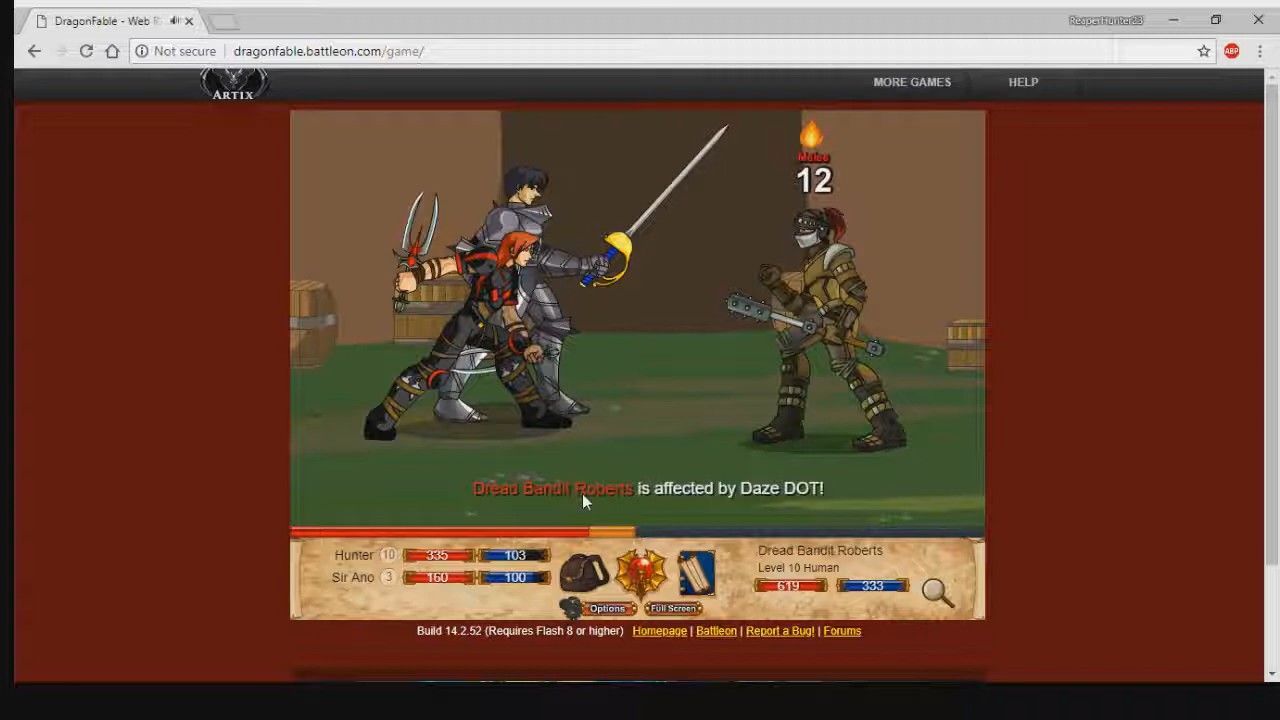 DragonFable - Web R
ReaperHunter23
Not secure
dragonfable.battleon.com/game/
ABP
ARTIX
MORE GAMES
HELP
Melee
12
Dread Bandit Roberts is affected by Daze DOT!
Hunter 10 335 103
Sir Ano 3 160 100
Dread Bandit Roberts
Level 10 Human
619 333
Options
Full Screen
Build 14.2.52 (Requires Flash 8 or higher) Homepage | Battleon | Report a Bug! | Forums